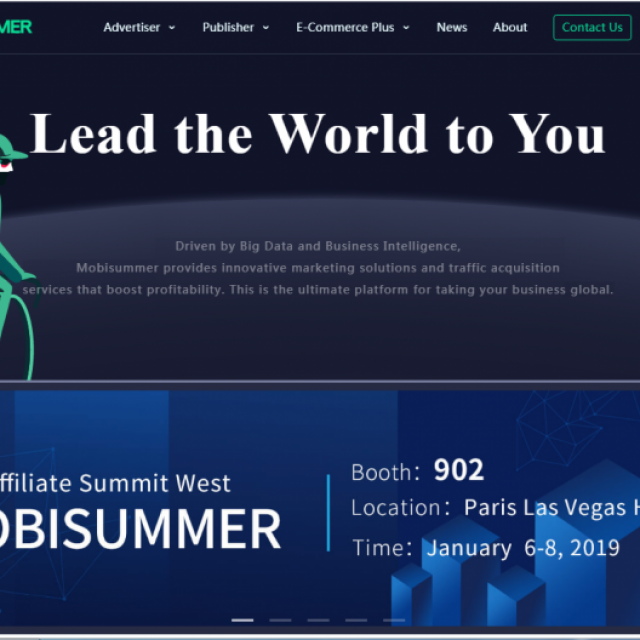 MER Advertiser Publisher E-Commerce Plus News About Contact Us
Lead the World to You
Driven by Big Data and Business Intelligence,
Mobisummer provides innovative marketing solutions and traffic acquisition
services that boost profitability. This is the ultimate platform for taking your business global.
ffiliate Summit West
OBISUMMER
Booth: 902
Location: Paris Las Vegas H
Time: January 6-8, 2019